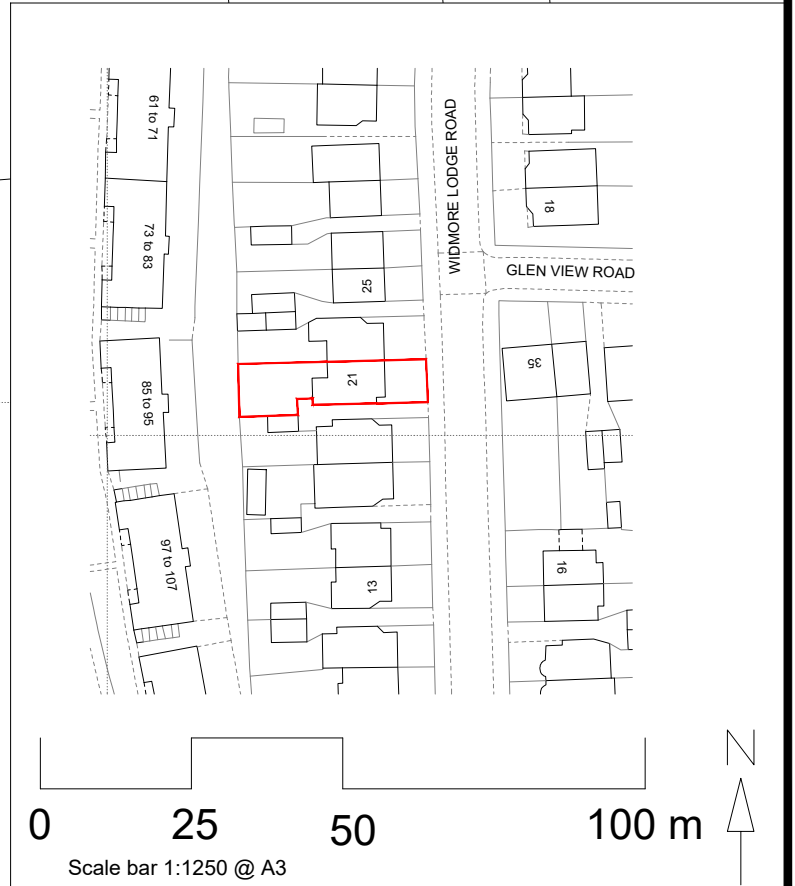 61 to 71
WIDMORE LODGE ROAD
18
73 to 83
GLEN VIEW ROAD
25
35
21
85 to 95
97 to 107
13
16
N
0 25 50 100 m
Scale bar 1:1250 @ A3